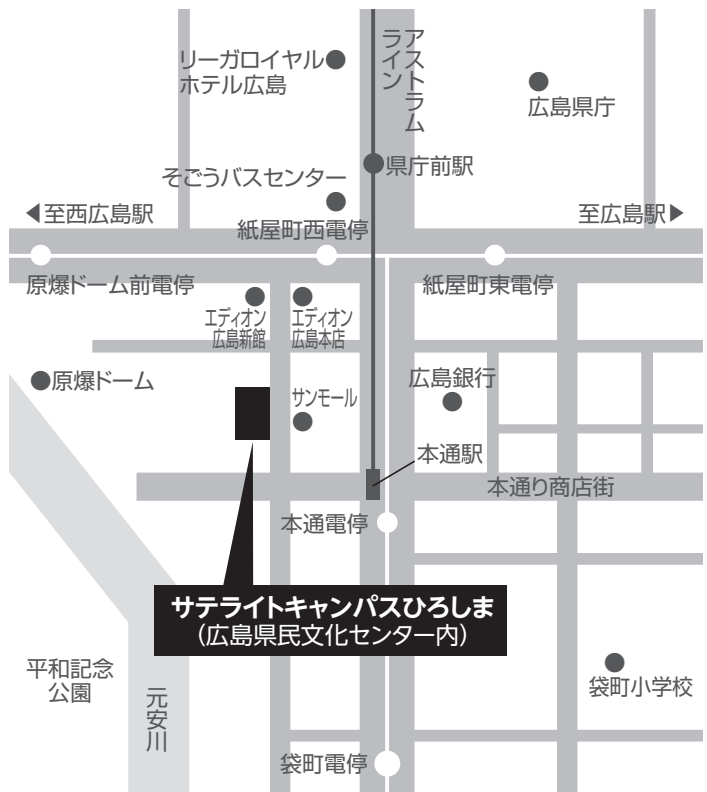 リーガロイヤル
ホテル広島
アストラム
ライン
広島県庁
県庁前駅
そごうバスセンター
◀至西広島駅
紙屋町西電停
至広島駅▶
原爆ドーム前電停
紙屋町東電停
エディオン
広島新館
エディオン
広島本店
原爆ドーム
サンモール
広島銀行
本通駅
本通り商店街
本通電停
サテライトキャンパスひろしま
(広島県民文化センター内)
平和記念
公園
元安川
袋町小学校
袋町電停